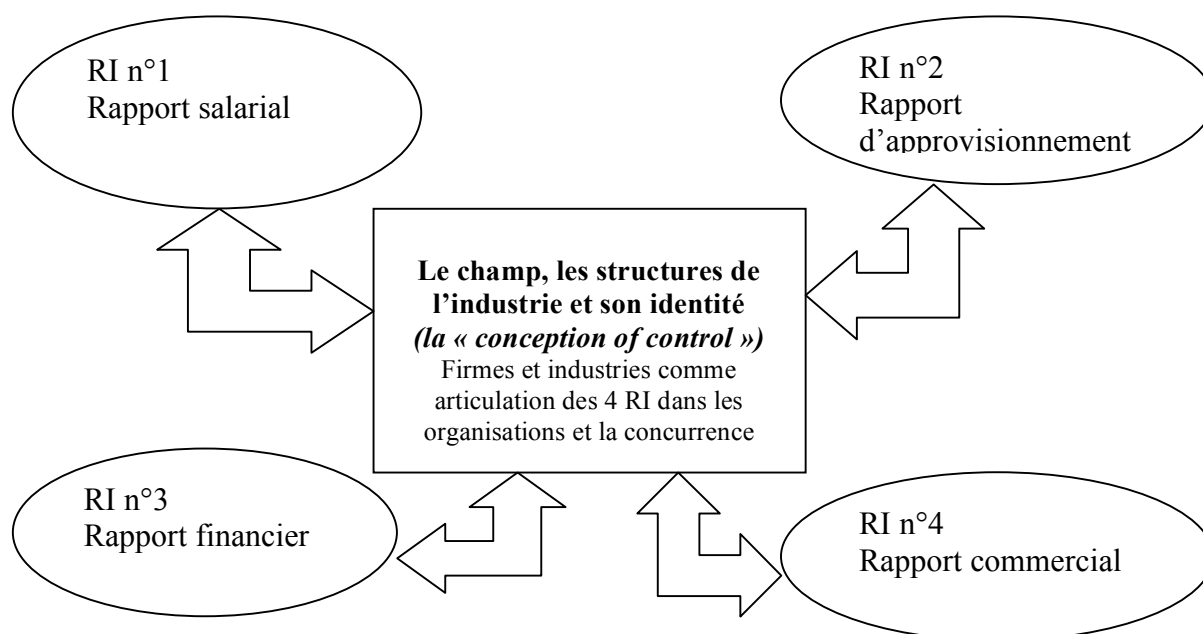 RI n°1
Rapport salarial
RI n°2
Rapport
d’approvisionnement
Le champ, les structures de
l’industrie et son identité
(la « conception of control »)
Firmes et industries comme
articulation des 4 RI dans les
organisations et la concurrence
RI n°3
Rapport financier
RI n°4
Rapport commercial